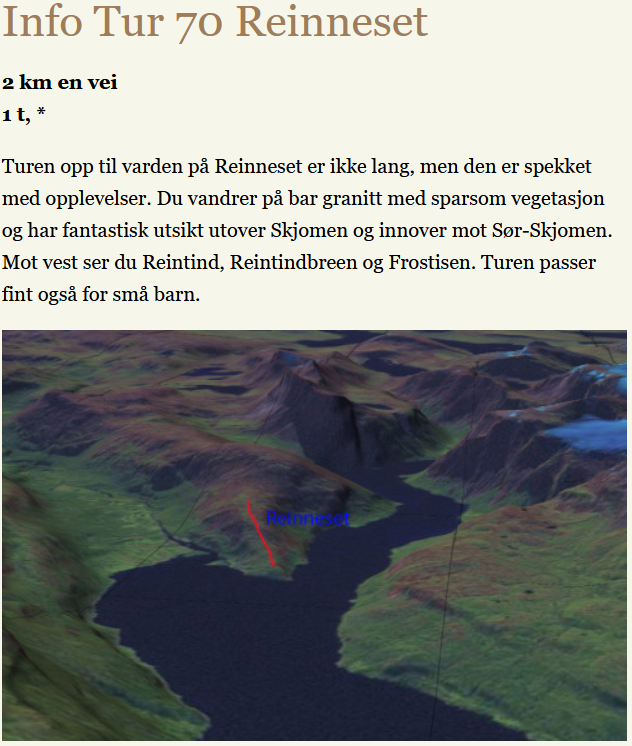 Info Tur 70 Reinneset
2 km en vei
1 t, *
Turen opp til varden på Reinneset er ikke lang, men den er spekket
med opplevelser. Du vandrer på bar granitt med sparsom vegetasjon
og har fantastisk utsikt utover Skjomen og innover mot Sør-Skjomen.
Mot vest ser du Reintind, Reintindbreen og Frostisen. Turen passer
fint også for små barn.
Reinneset